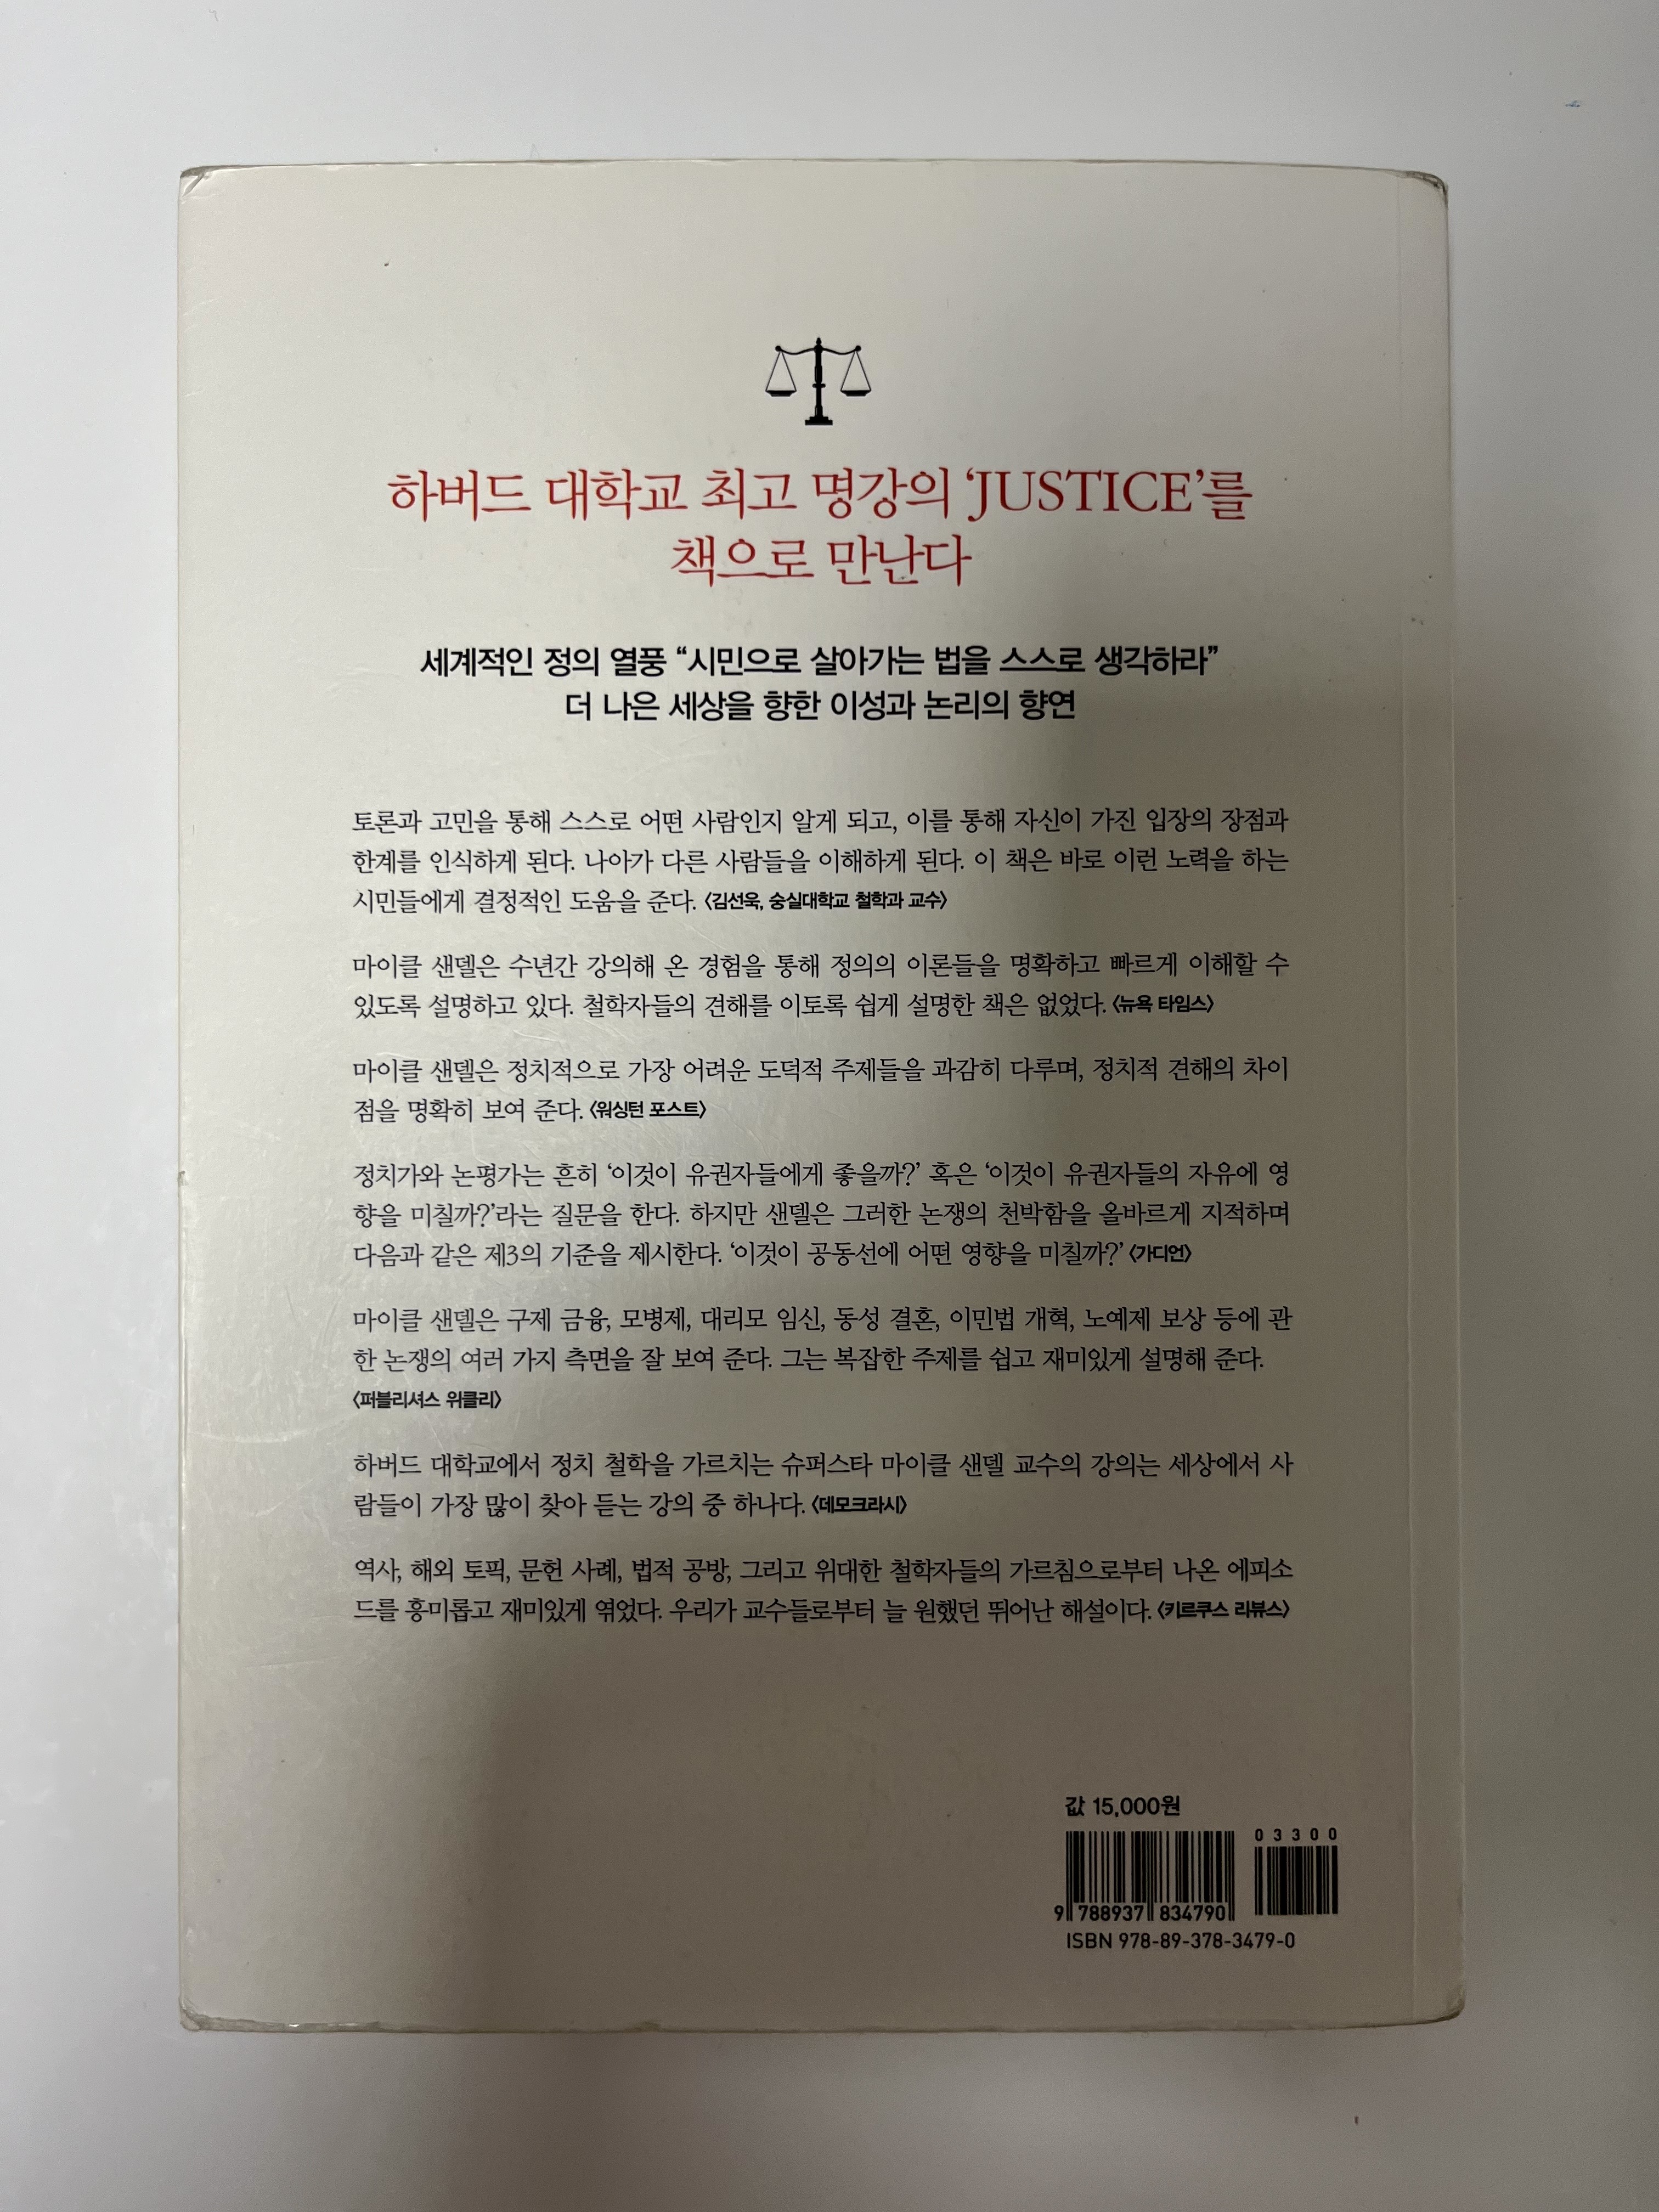 하버드 대학교 최고 명강의 ‘JUSTICE’를
책으로 만난다
세계적인 정의 열풍 “시민으로 살아가는 법을 스스로 생각하라”
더 나은 세상을 향한 이성과 논리의 향연
토론과 고민을 통해 스스로 어떤 사람인지 알게 되고, 이를 통해 자신이 가진 입장의 장점과
한계를 인식하게 된다. 나아가 다른 사람들을 이해하게 된다. 이 책은 바로 이런 노력을 하는
시민들에게 결정적인 도움을 준다. 〈김선욱, 숭실대학교 철학과 교수〉
마이클 샌델은 수년간 강의해 온 경험을 통해 정의의 이론들을 명확하고 빠르게 이해할 수
있도록 설명하고 있다. 철학자들의 견해를 이토록 쉽게 설명한 책은 없었다. 〈뉴욕 타임스〉
마이클 샌델은 정치적으로 가장 어려운 도덕적 주제들을 과감히 다루며, 정치적 견해의 차이
점을 명확히 보여 준다. 〈워싱턴 포스트〉
정치가와 논평가는 흔히 ‘이것이 유권자들에게 좋을까?’ 혹은 ‘이것이 유권자들의 자유에 영
향을 미칠까?’라는 질문을 한다. 하지만 샌델은 그러한 논쟁의 천박함을 올바르게 지적하며
다음과 같은 제3의 기준을 제시한다. ‘이것이 공동선에 어떤 영향을 미칠까?’ 〈가디언〉
마이클 샌델은 구제 금융, 모병제, 대리모 임신, 동성 결혼, 이민법 개혁, 노예제 보상 등에 관
한 논쟁의 여러 가지 측면을 잘 보여 준다. 그는 복잡한 주제를 쉽고 재미있게 설명해 준다.
〈퍼블리셔스 위클리〉
하버드 대학교에서 정치 철학을 가르치는 슈퍼스타 마이클 샌델 교수의 강의는 세상에서 사
람들이 가장 많이 찾아 듣는 강의 중 하나다. 〈데모크라시〉
역사, 해외 토픽, 문헌 사례, 법적 공방, 그리고 위대한 철학자들의 가르침으로부터 나온 에피소
드를 흥미롭고 재미있게 엮었다. 우리가 교수들로부터 늘 원했던 뛰어난 해설이다. 〈키르쿠스 리뷰스〉
값 15,000원
03300
9 788937 834790
ISBN 978-89-378-3479-0